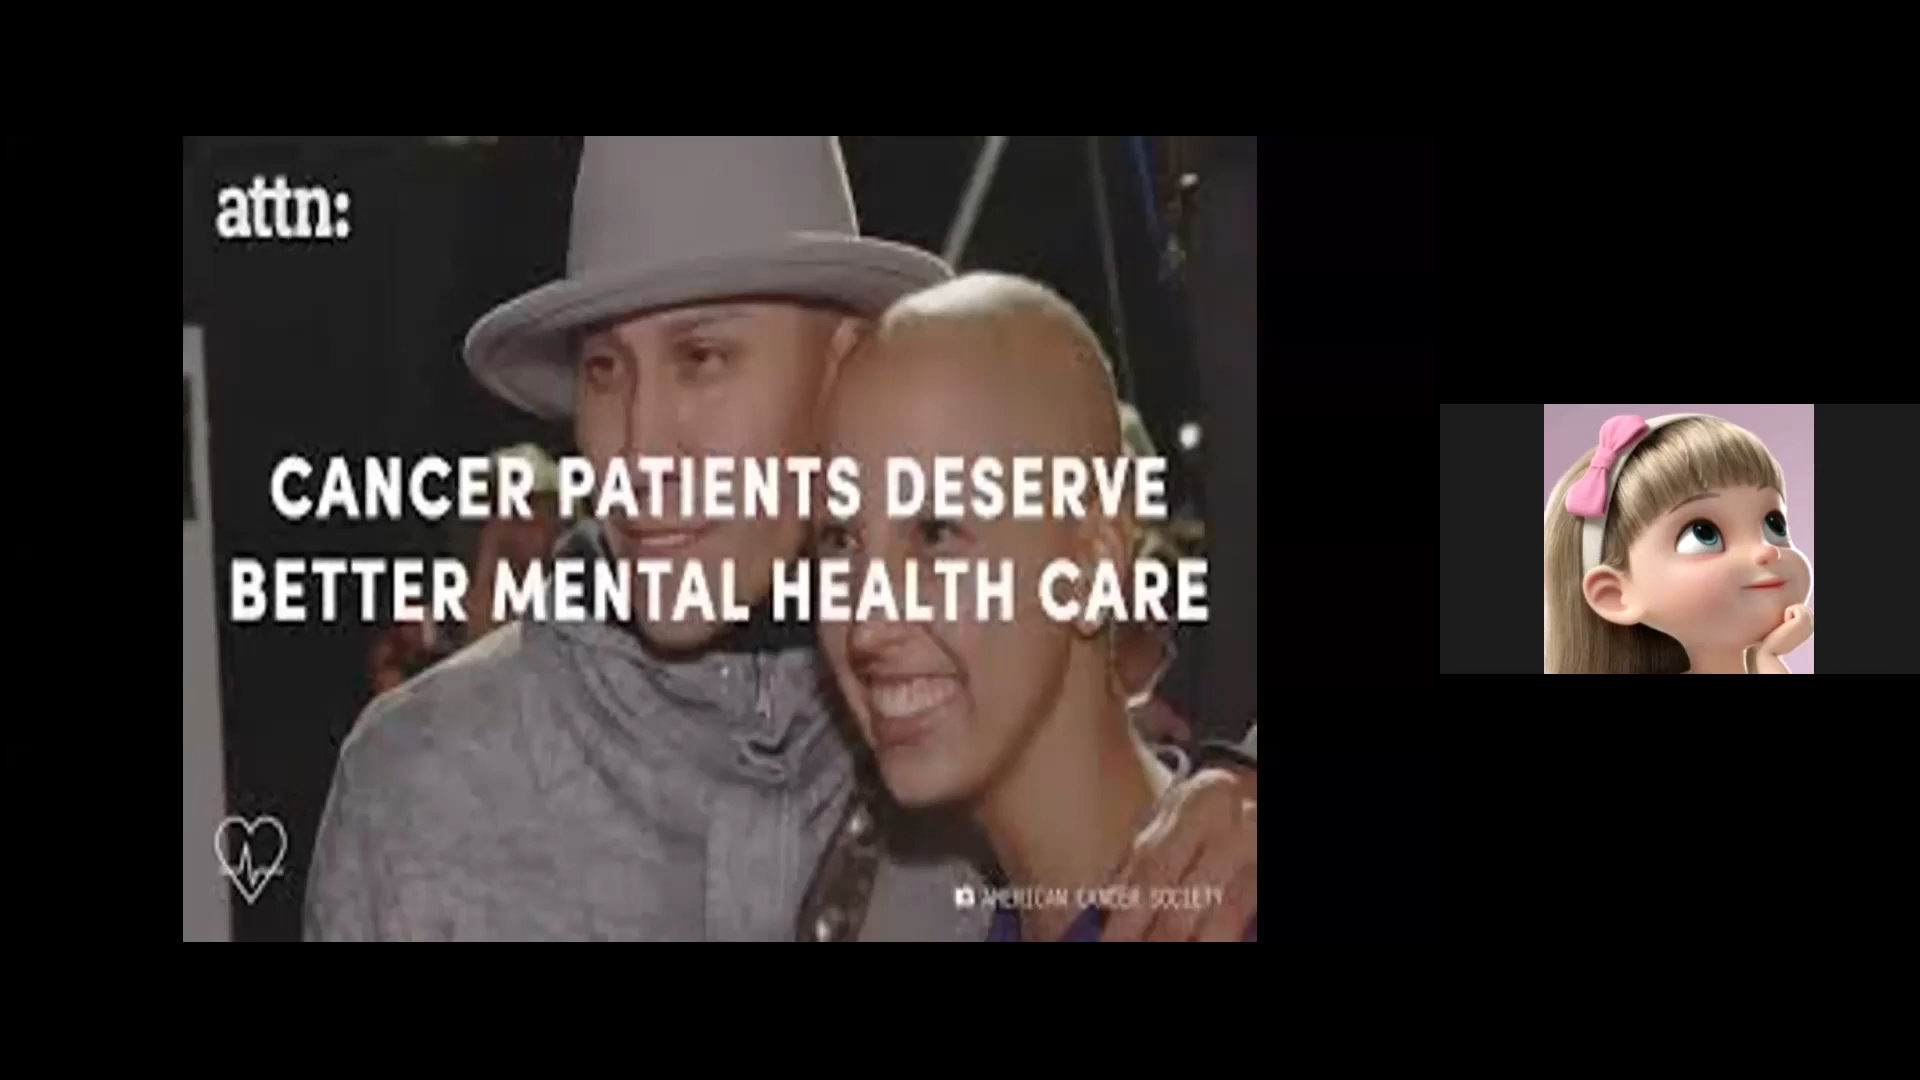 attn:
CANCER PATIENTS DESERVE
BETTER MENTAL HEALTH CARE
AMERICAN CANCER SOCIETY